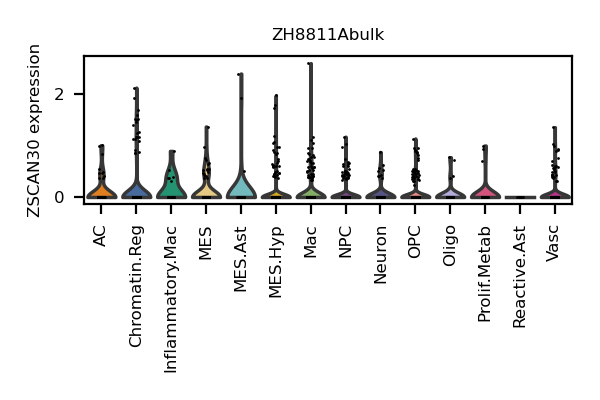 ZH8811Abulk
ZSCAN30 expression
2
0
AC
Chromatin.Reg
Inflammatory.Mac
MES
MES.Ast
MES.Hyp
Mac
NPC
Neuron
OPC
Oligo
Prolif.Metab
Reactive.Ast
Vasc